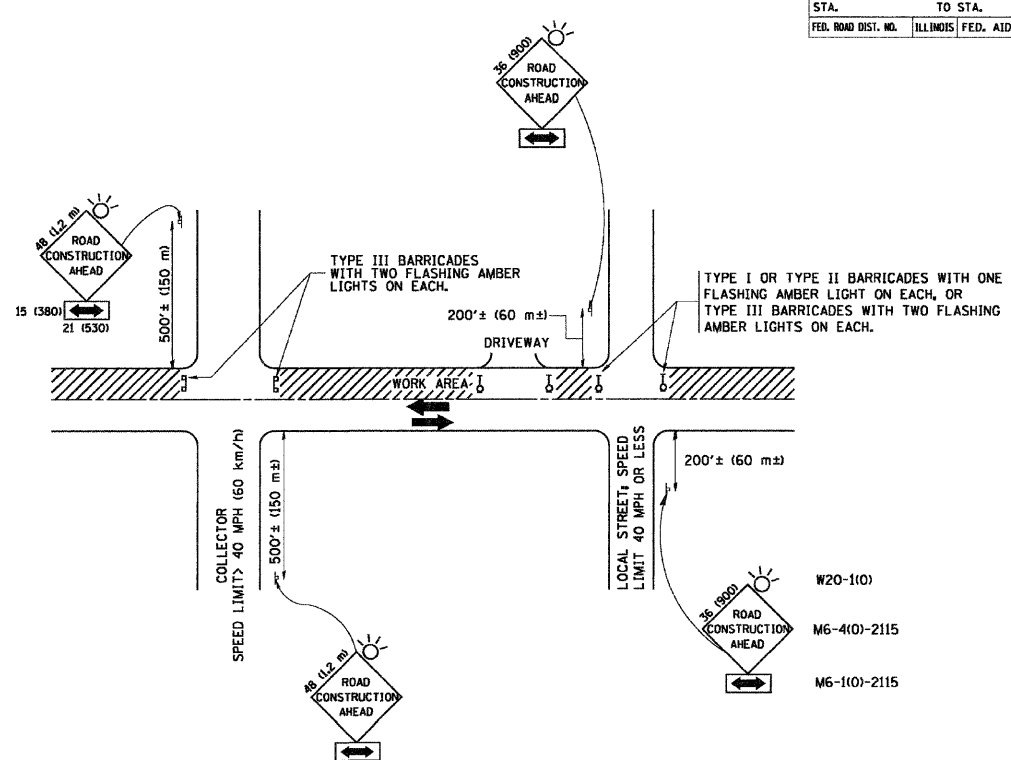 STA. TO STA.
FED. ROAD DIST. NO. ILLINOIS FED. AID
36 (900)
ROAD
CONSTRUCTION
AHEAD
48 (1.2 m)
ROAD
CONSTRUCTION
AHEAD
15 (380)
21 (530)
500'± (150 m)
TYPE III BARRICADES
WITH TWO FLASHING AMBER
LIGHTS ON EACH.
200'± (60 m±)
DRIVEWAY
TYPE I OR TYPE II BARRICADES WITH ONE
FLASHING AMBER LIGHT ON EACH, OR
TYPE III BARRICADES WITH TWO FLASHING
AMBER LIGHTS ON EACH.
WORK AREA
COLLECTOR
SPEED LIMIT> 40 MPH (60 km/h)
500'± (150 m±)
LOCAL STREET; SPEED
LIMIT 40 MPH OR LESS
200'± (60 m±)
36 (900)
ROAD
CONSTRUCTION
AHEAD
W20-1(O)
M6-4(O)-2115
M6-1(O)-2115
48 (1.2 m)
ROAD
CONSTRUCTION
AHEAD